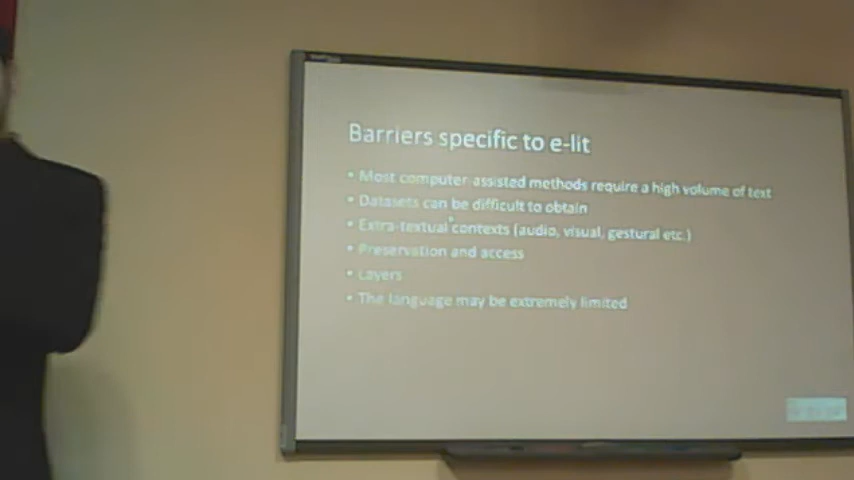 Barriers specific to e-lit
• Most computer-assisted methods require a high volume of text
• Datasets can be difficult to obtain
• Extra-textual contexts (audio, visual, gestural etc.)
• Preservation and access
• Layers
• The language may be extremely limited